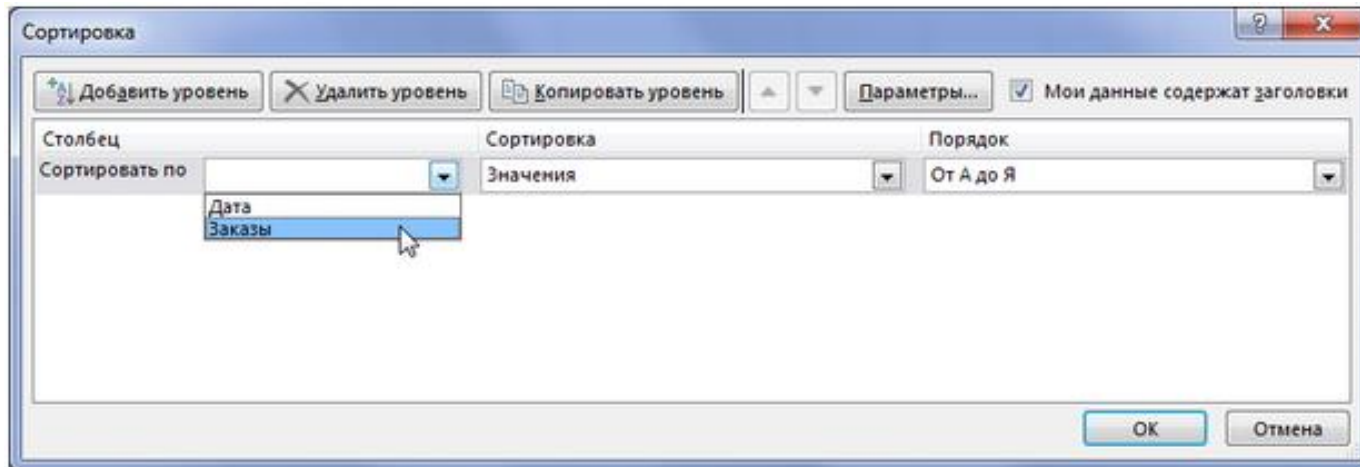 Сортировка
Добавить уровень Удалить уровень Копировать уровень Параметры... Мои данные содержат заголовки
Столбец Сортировка Порядок
Сортировать по Значения От А до Я
Дата
Заказы
ОК Отмена